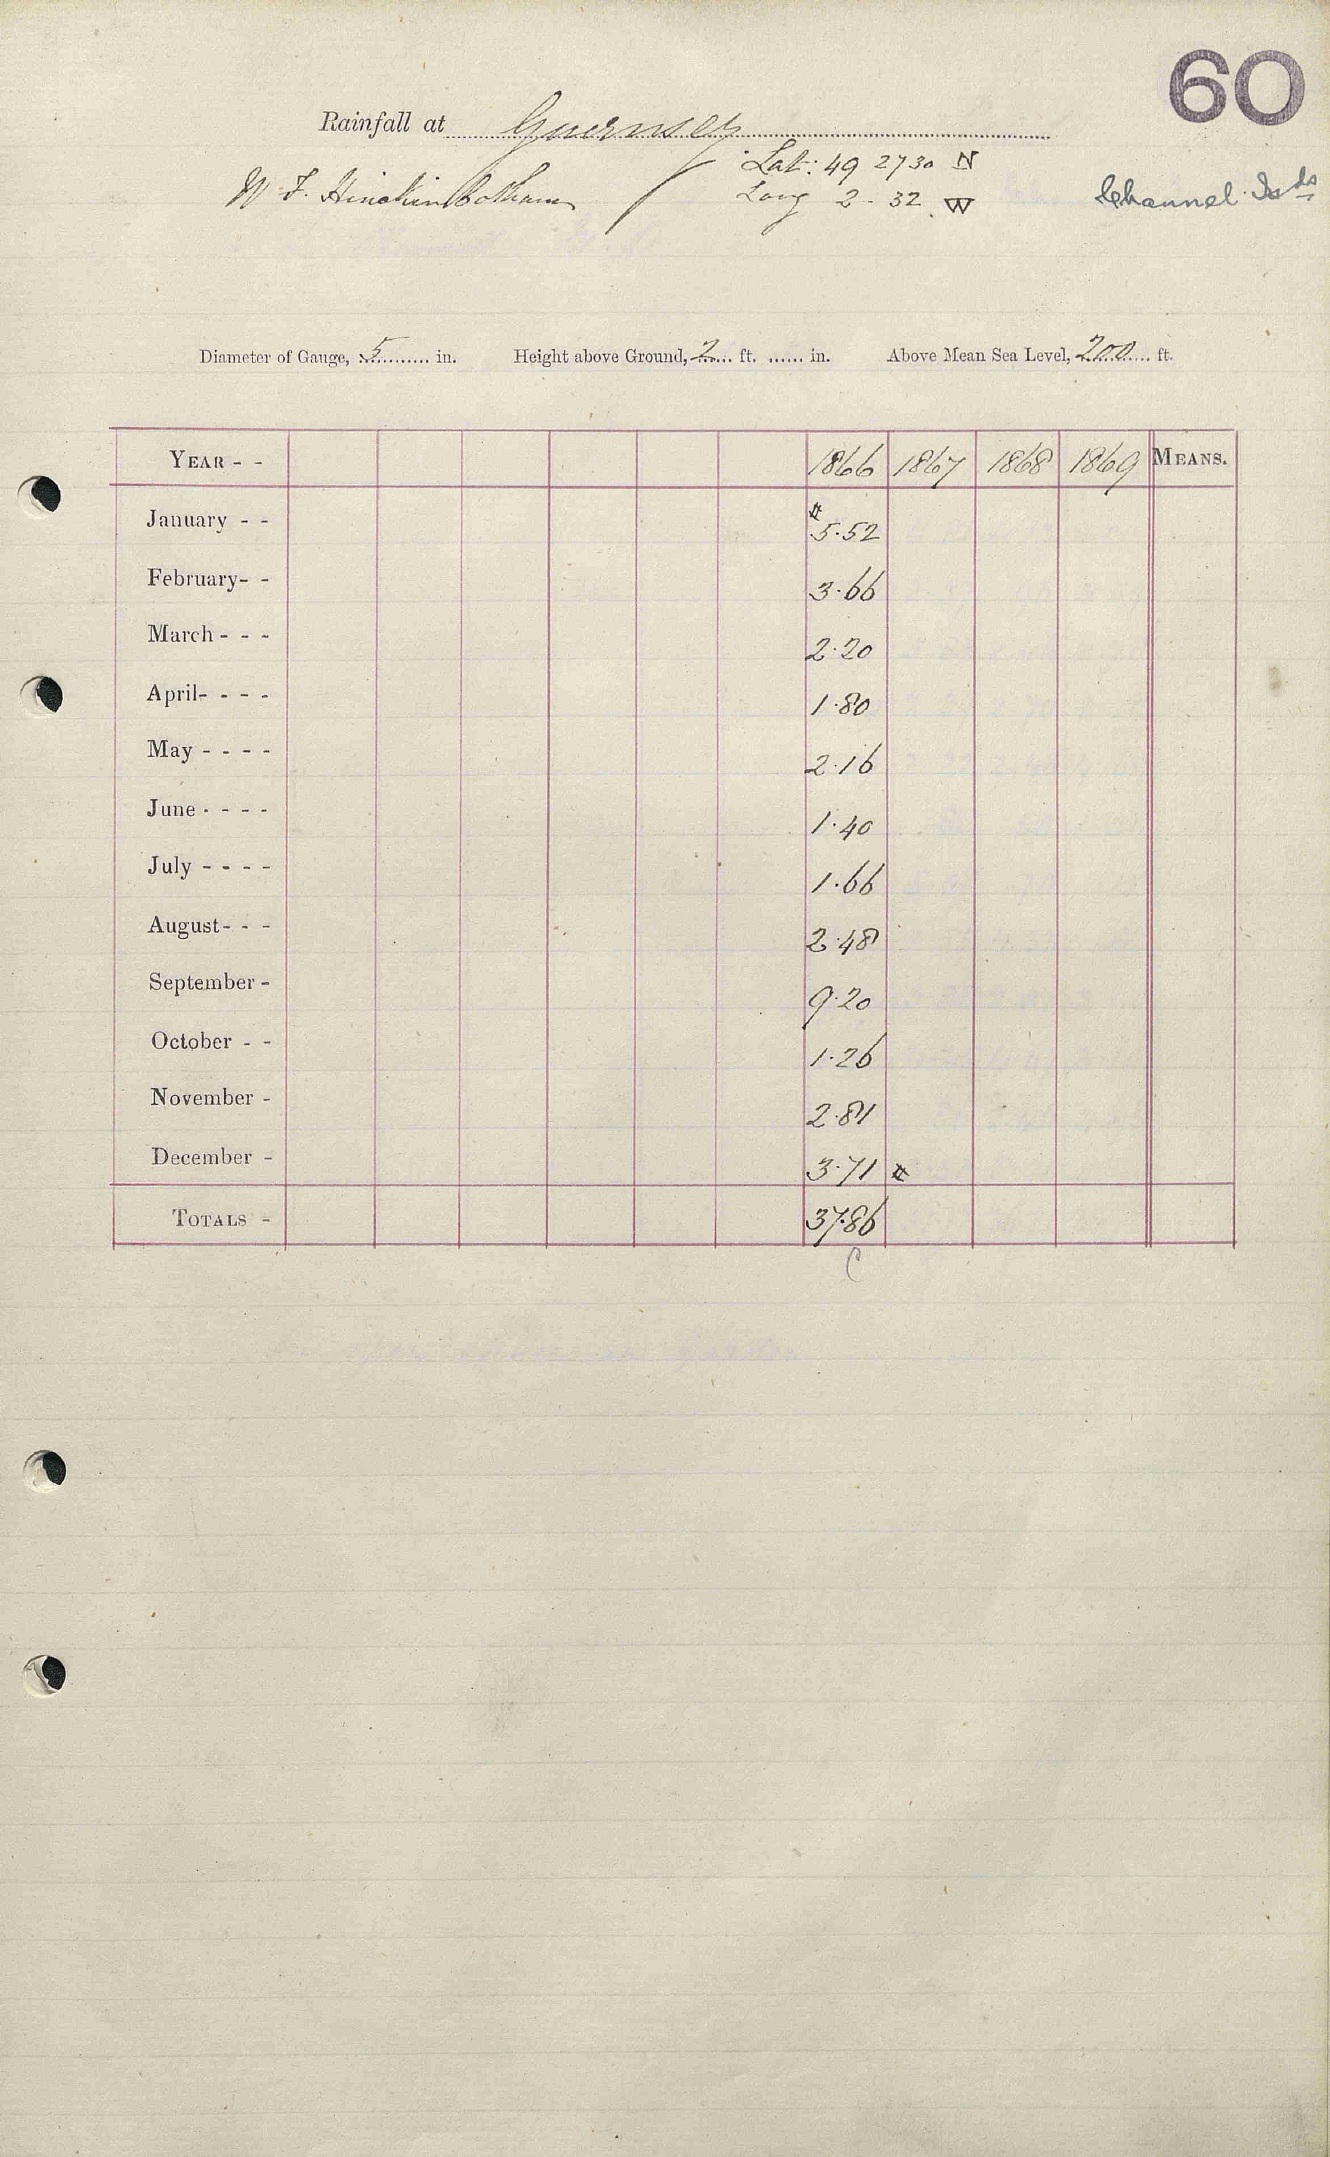 60
Rainfall at Guernsey
Lat: 49 27 30 N
W F. Hinchinbotham Long 2 - 32 W Channel Isds
Diameter of Gauge, 5 in. Height above Ground, 2 ft. ...... in. Above Mean Sea Level, 200 ft.
YEAR - - 1866 1867 1868 1869 MEANS.
January - - # 5.52
February- - 3.66
March - - - 2.20
April- - - - 1.80
May - - - - 2.16
June - - - - 1.40
July - - - - 1.66
August- - - 2.48
September - 9.20
October - - 1.26
November - 2.81
December - 3.71 #
TOTALS - 37.86
C